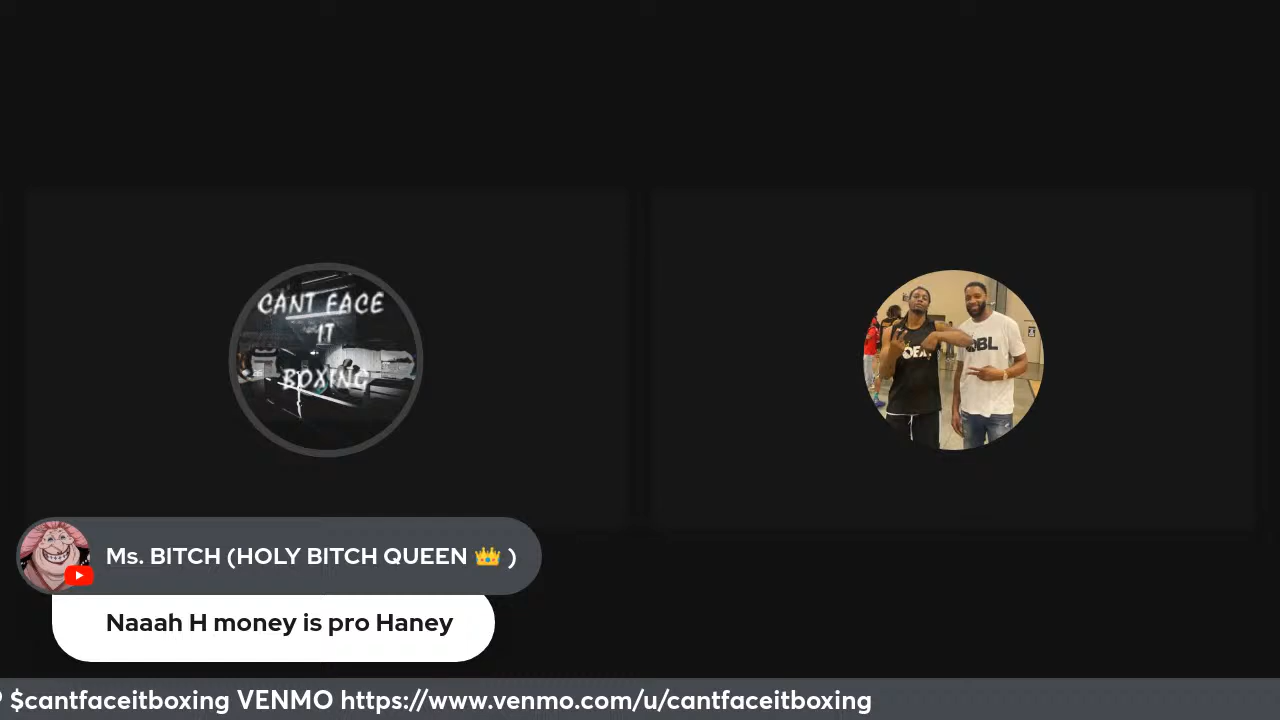 CANT FACE
IT
BOXING
QBL
Ms. BITCH (HOLY BITCH QUEEN 👑 )
Naaah H money is pro Haney
$cantfaceitboxing VENMO https://www.venmo.com/u/cantfaceitboxing